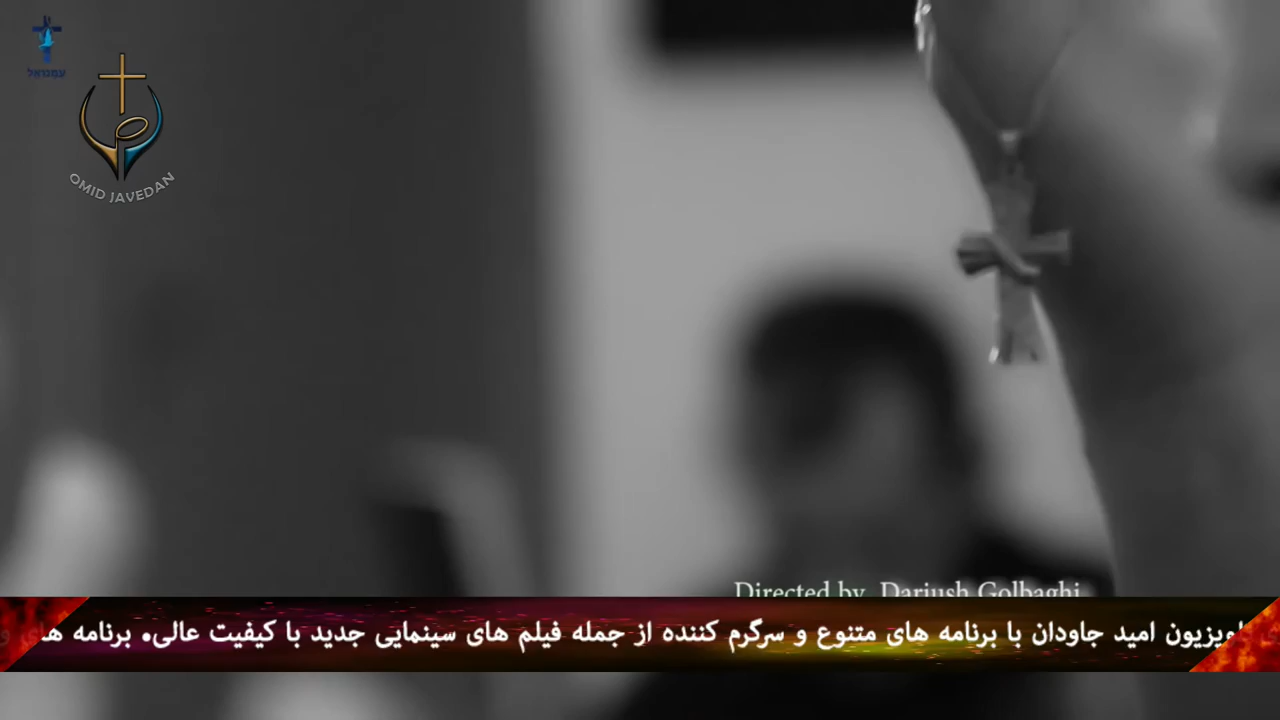 עמנואל
OMID JAVEDAN
Directed by Dariush Golbaghi
امید جاودان با برنامه های متنوع و سرگرم کننده از جمله فیلم های سینمایی جدید با کیفیت عالی. برنامه